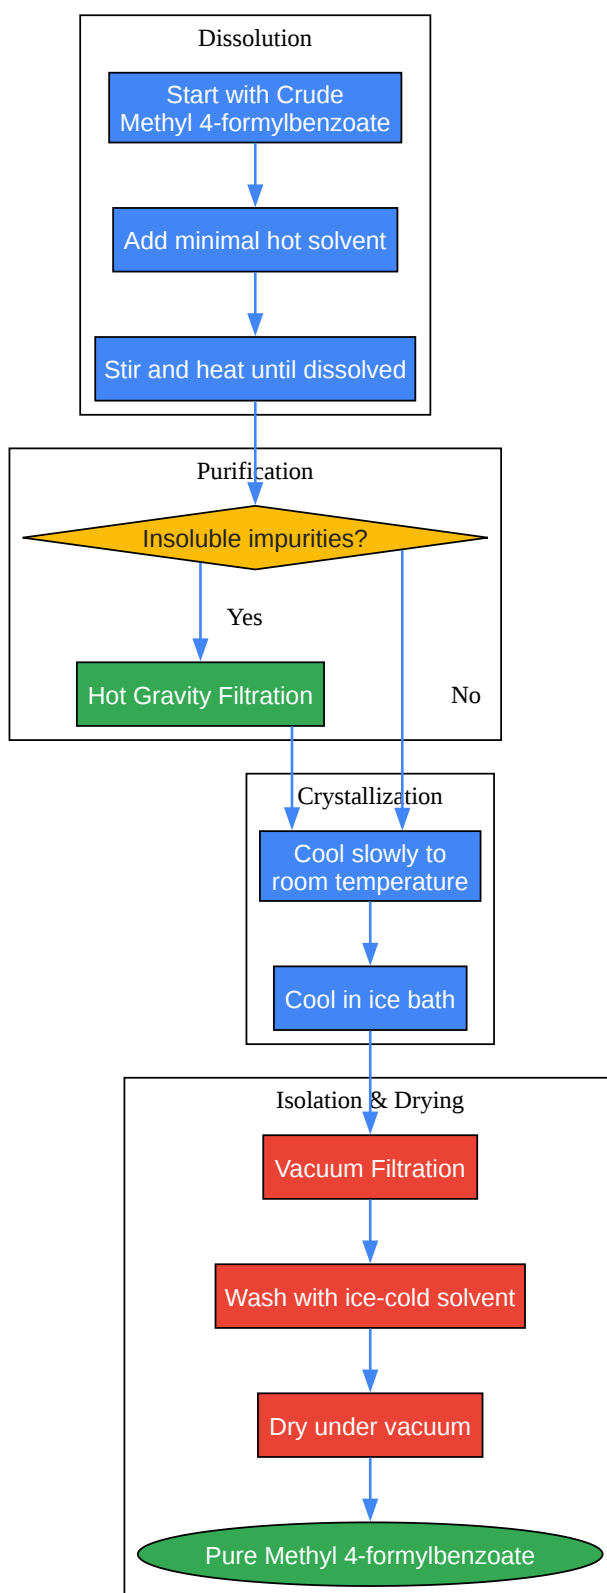 Dissolution
Start with Crude
Methyl 4-formylbenzoate
Add minimal hot solvent
Stir and heat until dissolved
Purification
Insoluble impurities?
Yes
Hot Gravity Filtration
No
Crystallization
Cool slowly to
room temperature
Cool in ice bath
Isolation & Drying
Vacuum Filtration
Wash with ice-cold solvent
Dry under vacuum
Pure Methyl 4-formylbenzoate